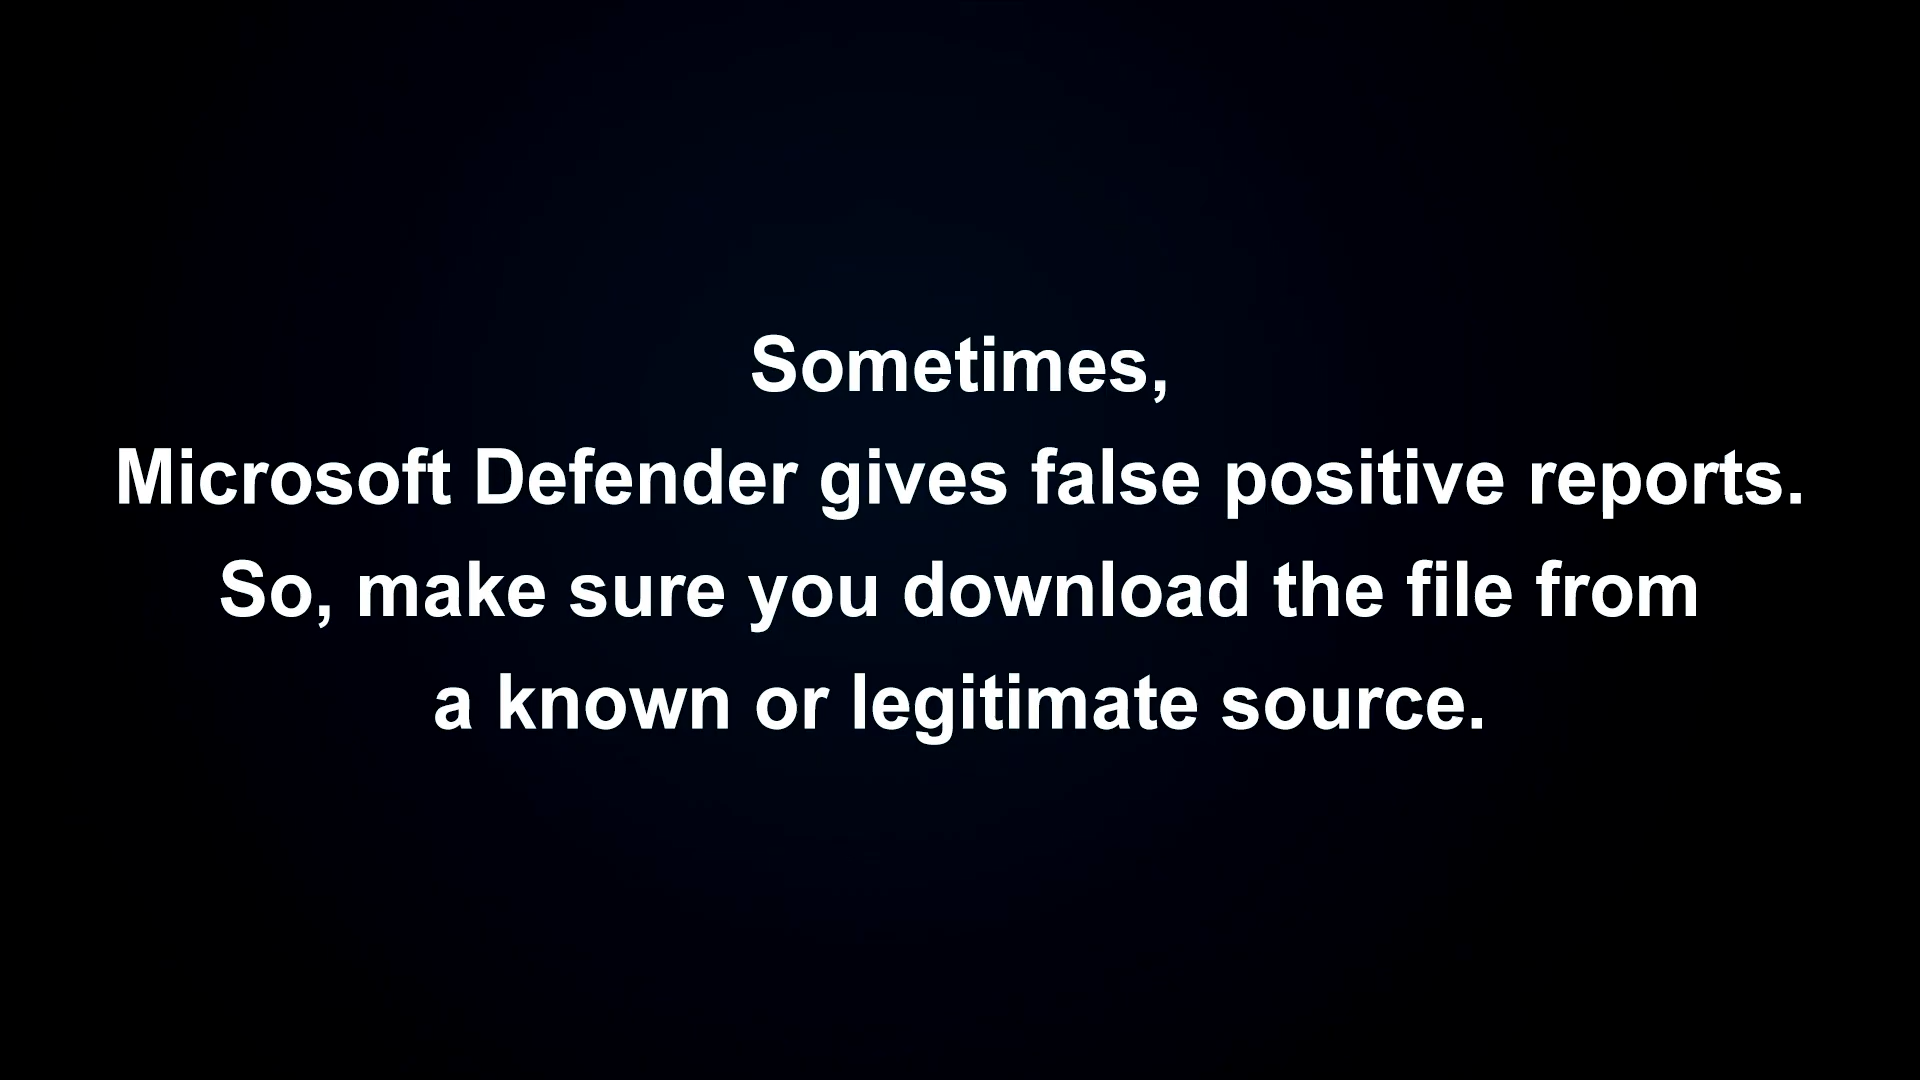 Sometimes,
Microsoft Defender gives false positive reports.
So, make sure you download the file from
a known or legitimate source.